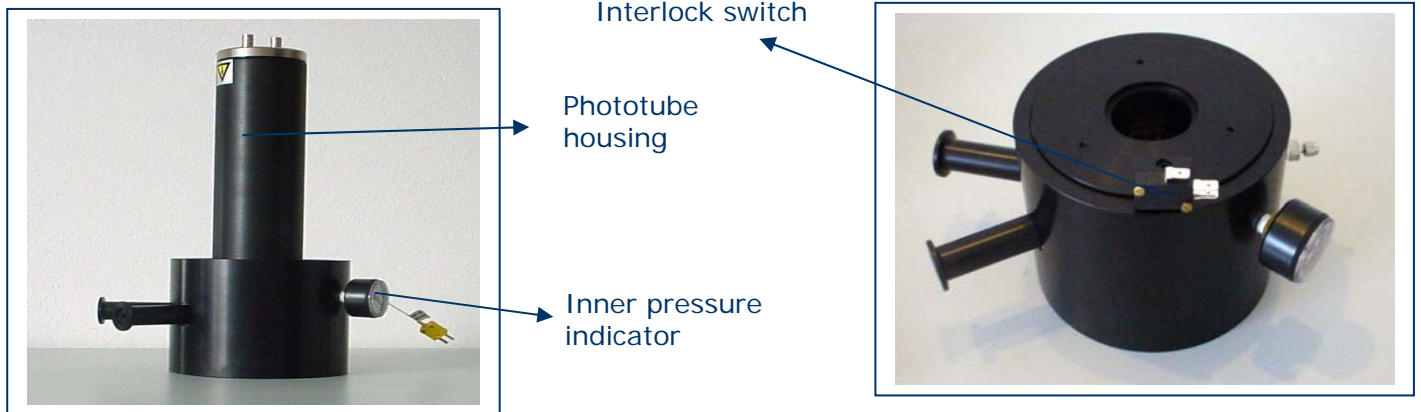 Interlock switch
Phototube
housing
Inner pressure
indicator